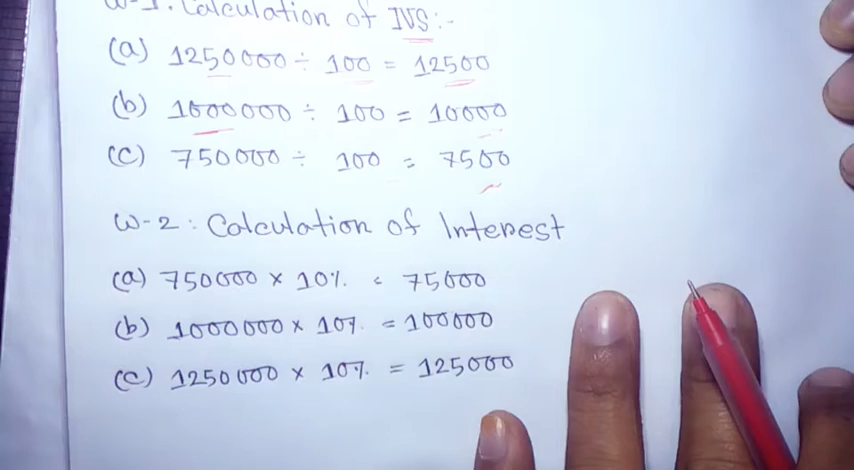 W-1: Calculation of IVS:-
(a) 1250000 ÷ 100 = 12500
(b) 1000000 ÷ 100 = 10000
(c) 750000 ÷ 100 = 7500
W-2: Calculation of Interest
(a) 750000 × 10% = 75000
(b) 1000000 × 10%. = 100000
(c) 1250000 × 10% = 125000